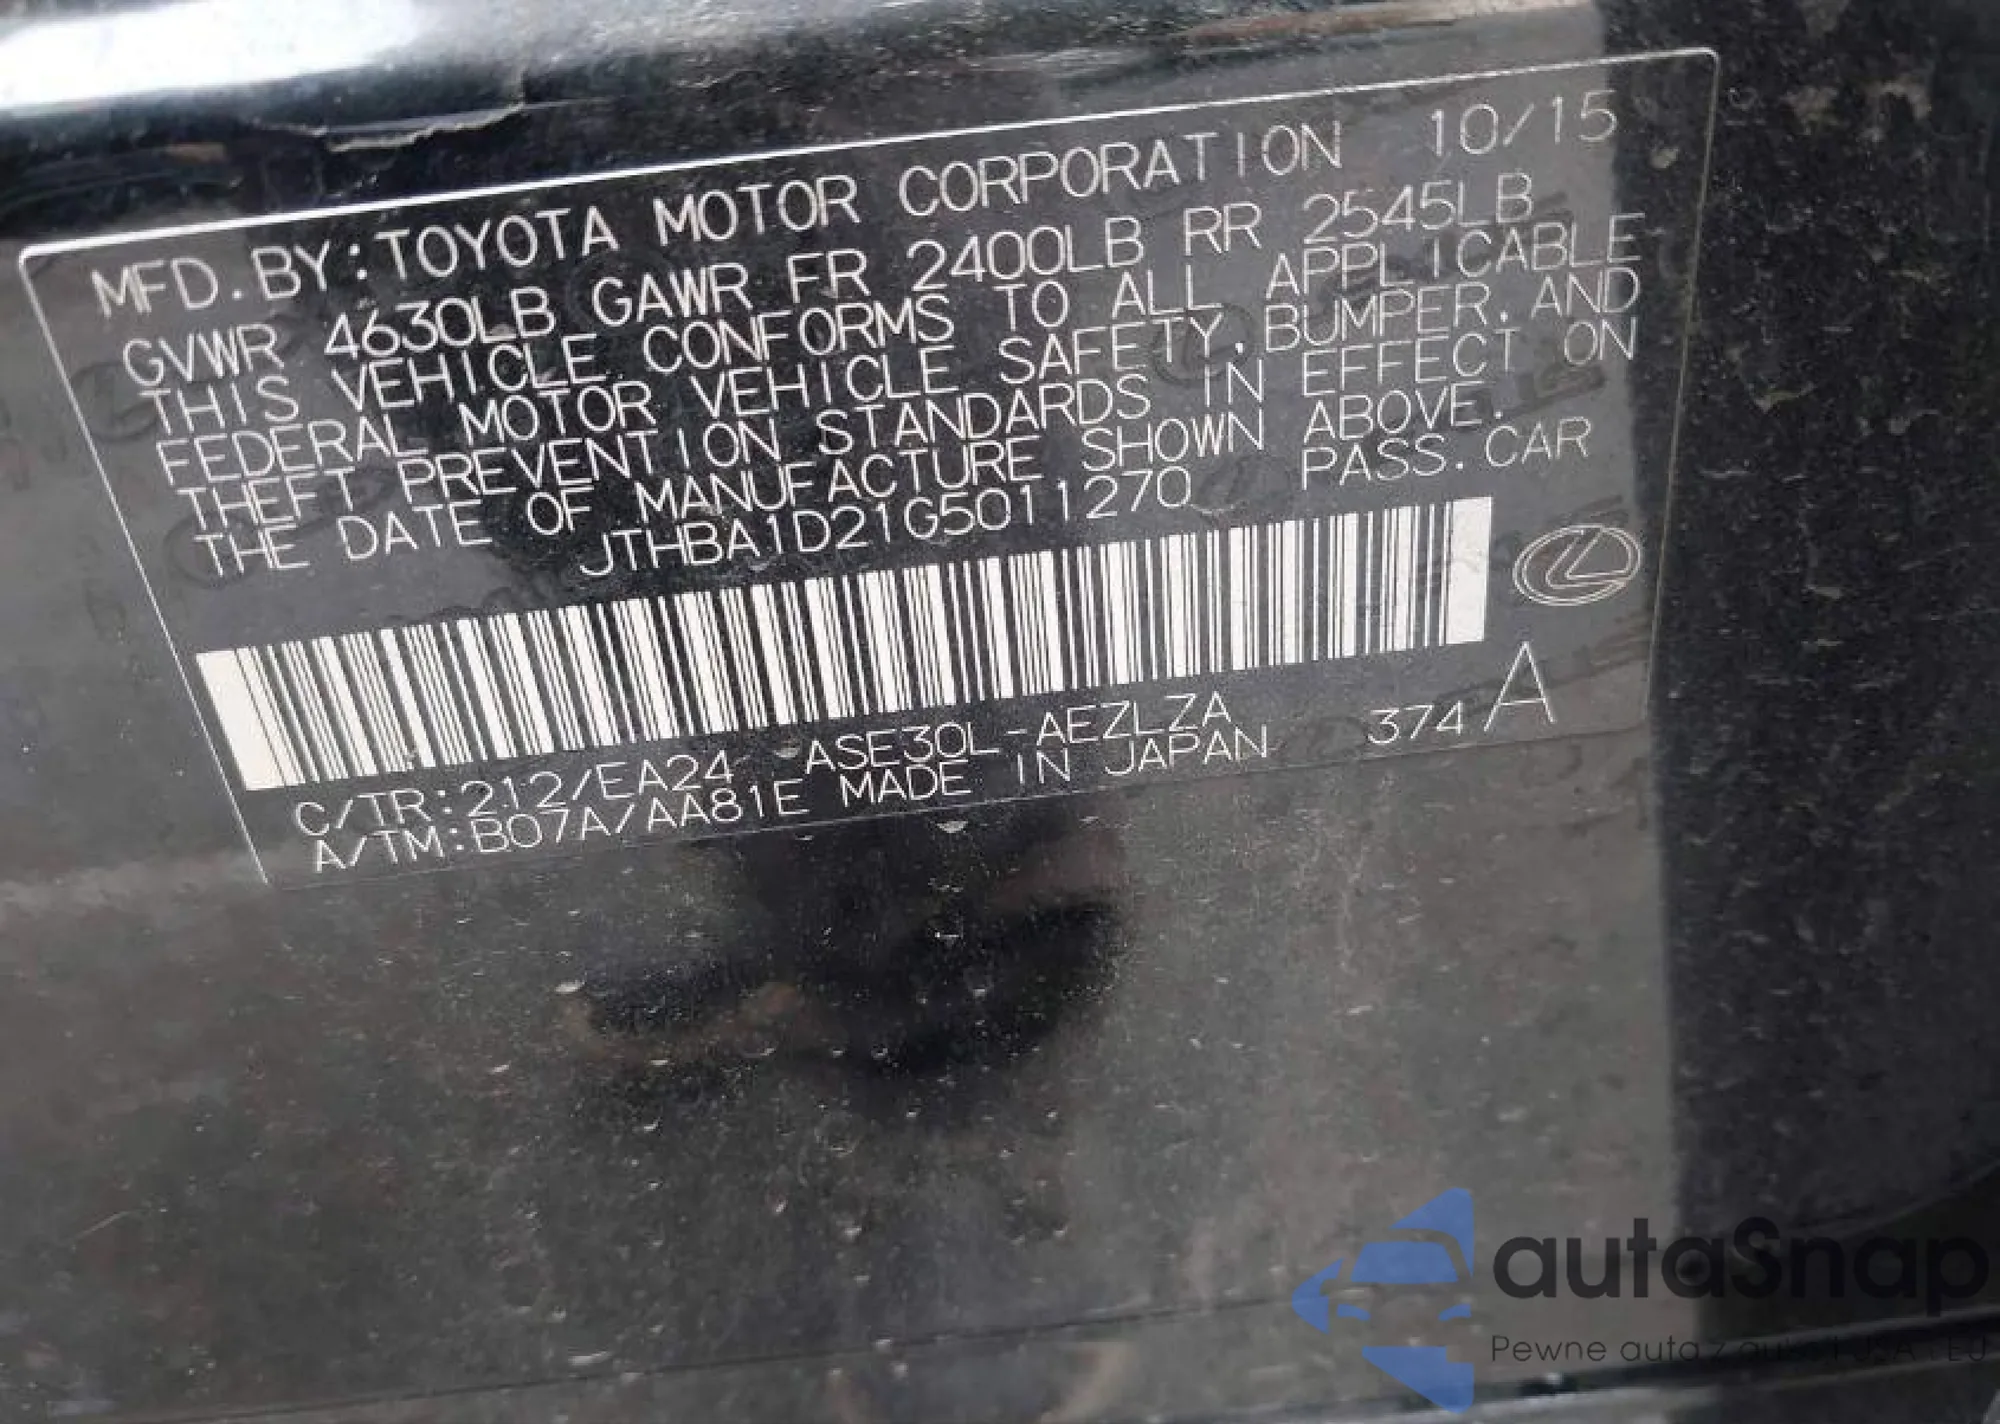 MFD. BY: TOYOTA MOTOR CORPORATION 10/15
GVWR 4630LB GAWR FR 2400LB RR 2545LB
THIS VEHICLE CONFORMS TO ALL APPLICABLE
FEDERAL MOTOR VEHICLE SAFETY, BUMPER, AND
THEFT PREVENTION STANDARDS IN EFFECT ON
THE DATE OF MANUFACTURE SHOWN ABOVE.
JTHBA1D21G5011270 PASS. CAR
C/TR:212/EA24 -ASE30L-AEZLZA 374 A
A/TM:B07A/AA81E MADE IN JAPAN
autaSnap
Pewne auta z